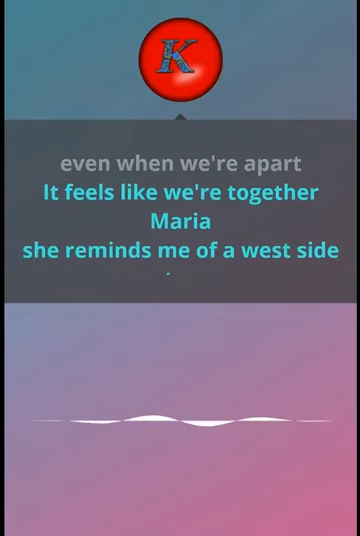 K
even when we're apart
It feels like we're together
Maria
she reminds me of a west side